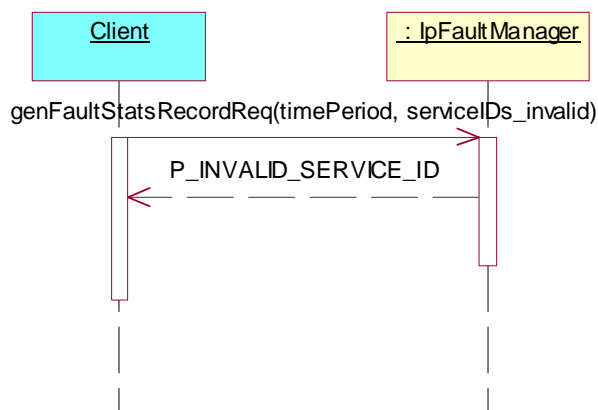 Client
: IpFaultManager
genFaultStatsRecordReq(timePeriod, serviceIDs_invalid)
P_INVALID_SERVICE_ID